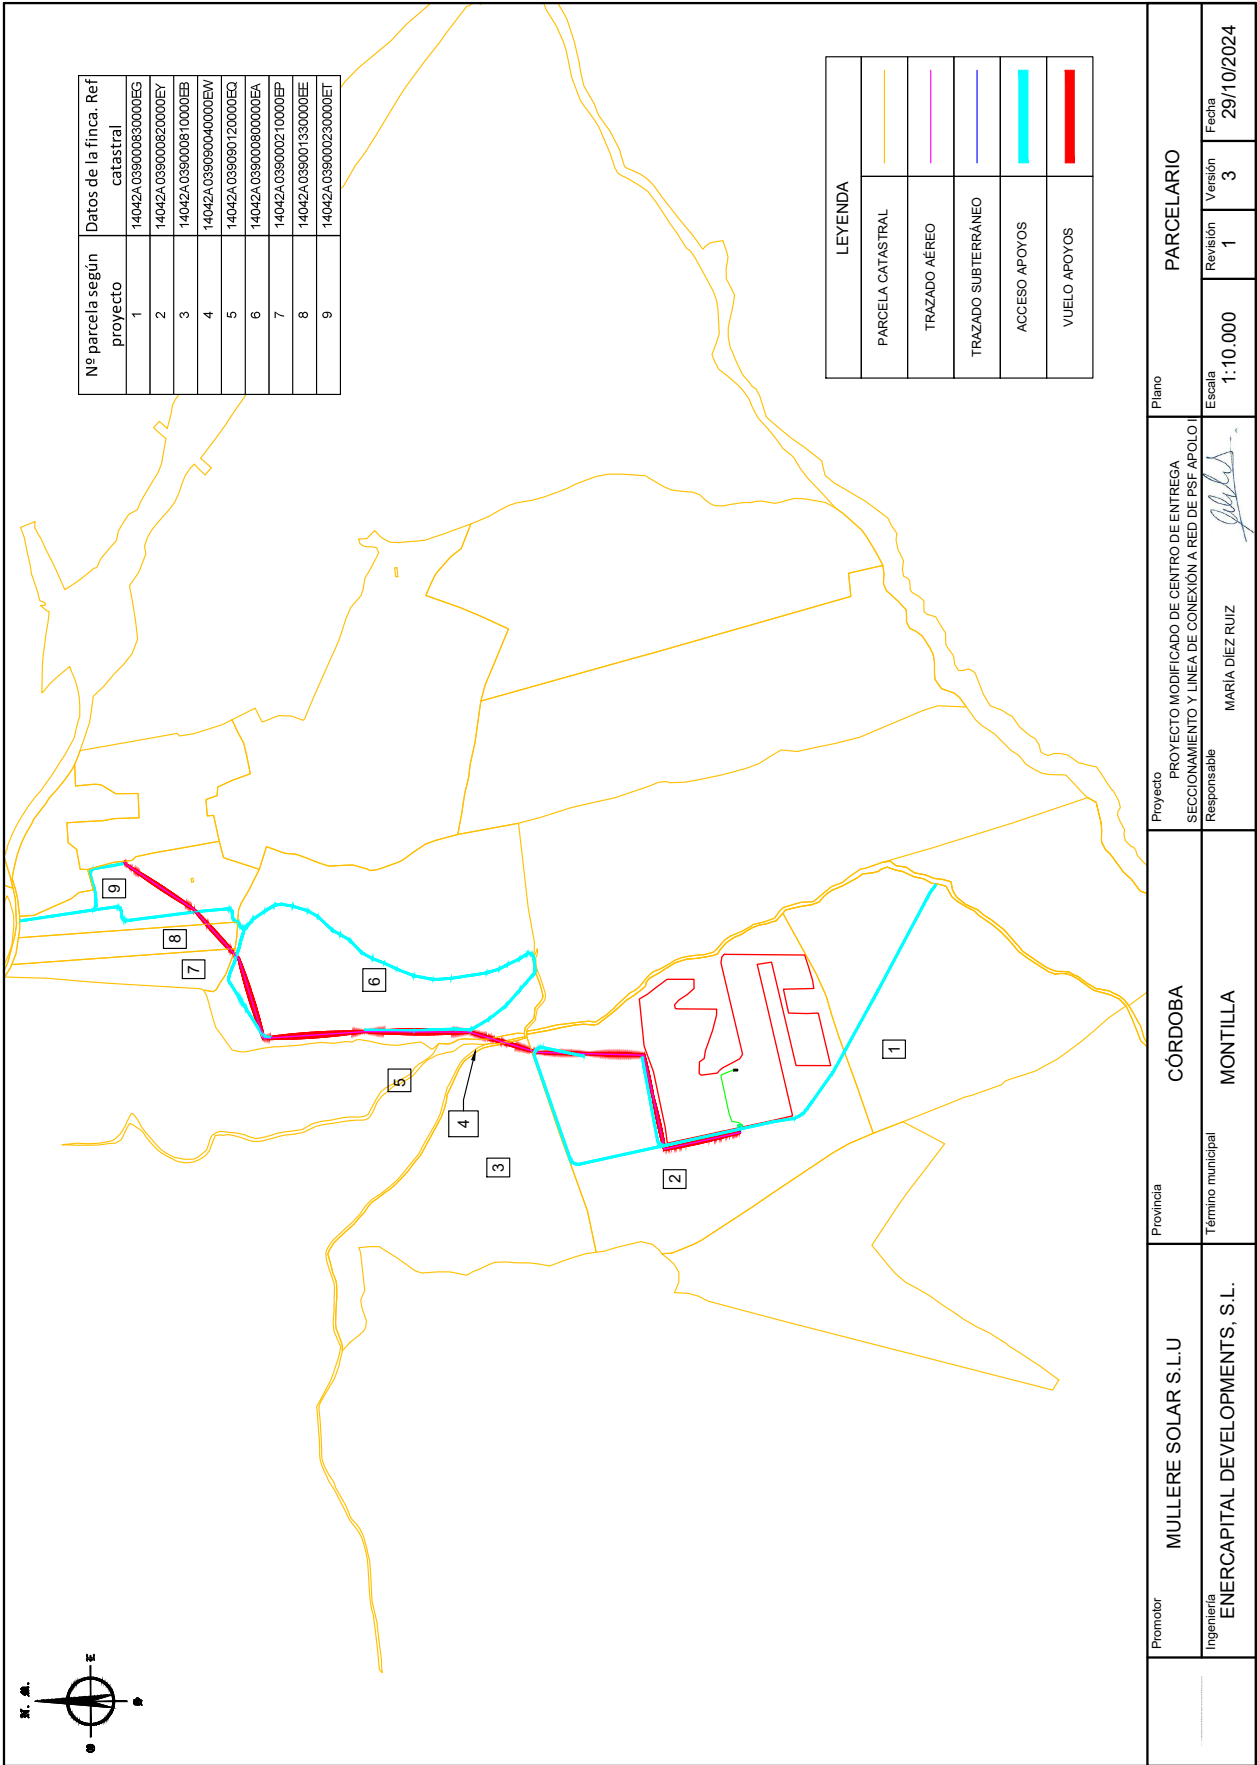 N. M.
E
S
O
Nº parcela según
proyecto
Datos de la finca. Ref
catastral
1 14042A039000830000EG
2 14042A039000820000EY
3 14042A039000810000EB
4 14042A039090040000EW
5 14042A039090120000EQ
6 14042A039000800000EA
7 14042A039000210000EP
8 14042A039001330000EE
9 14042A039000230000ET
9
8
7
6
5
4
3
2
1
LEYENDA
PARCELA CATASTRAL
TRAZADO AÉREO
TRAZADO SUBTERRÁNEO
ACCESO APOYOS
VUELO APOYOS
Promotor
MULLERE SOLAR S.L.U
Ingeniería
ENERCAPITAL DEVELOPMENTS, S.L.
Provincia
CÓRDOBA
Término municipal
MONTILLA
Proyecto
PROYECTO MODIFICADO DE CENTRO DE ENTREGA
SECCIONAMIENTO Y LINEA DE CONEXIÓN A RED DE PSF APOLO I
Responsable
MARÍA DÍEZ RUIZ
Plano
PARCELARIO
Escala
1:10.000
Revisión
1
Versión
3
Fecha
29/10/2024